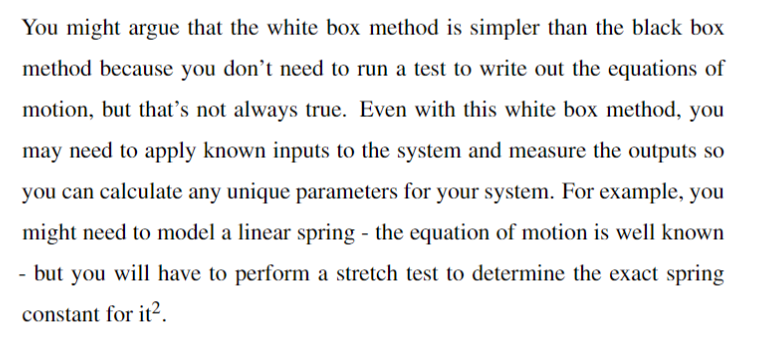 You might argue that the white box method is simpler than the black box
method because you don’t need to run a test to write out the equations of
motion, but that’s not always true. Even with this white box method, you
may need to apply known inputs to the system and measure the outputs so
you can calculate any unique parameters for your system. For example, you
might need to model a linear spring - the equation of motion is well known
- but you will have to perform a stretch test to determine the exact spring
constant for it².